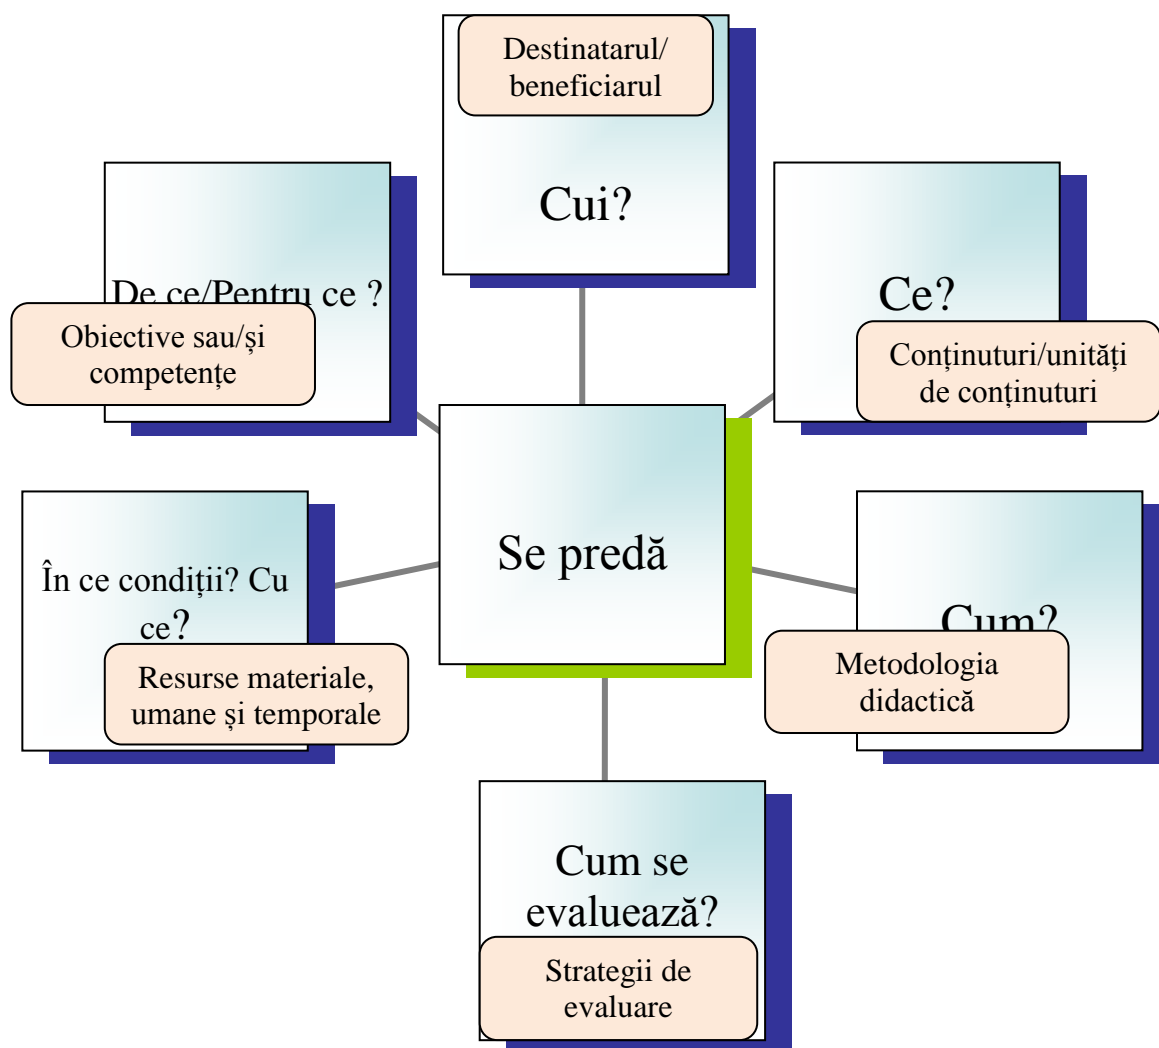 Destinatarul/
beneficiarul
Cui?
De ce/Pentru ce ?
Obiective sau/și
competențe
Ce?
Conținuturi/unități
de conținuturi
Se predă
În ce condiții? Cu
ce?
Resurse materiale,
umane și temporale
Cum?
Metodologia
didactică
Cum se
evaluează?
Strategii de
evaluare